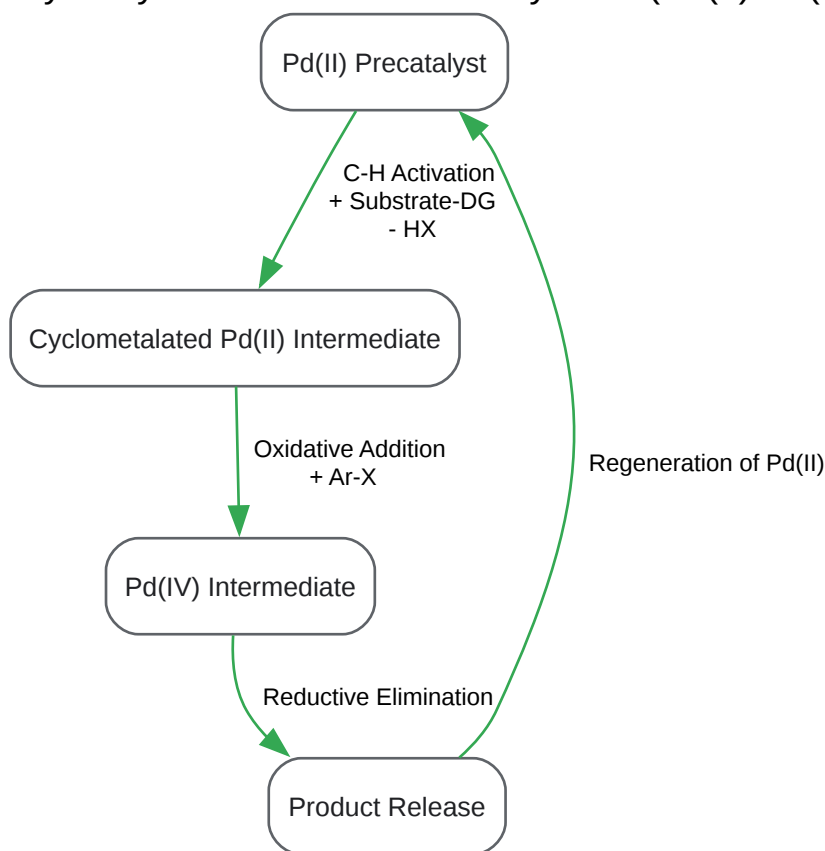 Pd(II) Precatalyst
C-H Activation
+ Substrate-DG
- HX
Cyclometalated Pd(II) Intermediate
Oxidative Addition
+ Ar-X
Regeneration of Pd(II)
Pd(IV) Intermediate
Reductive Elimination
Product Release